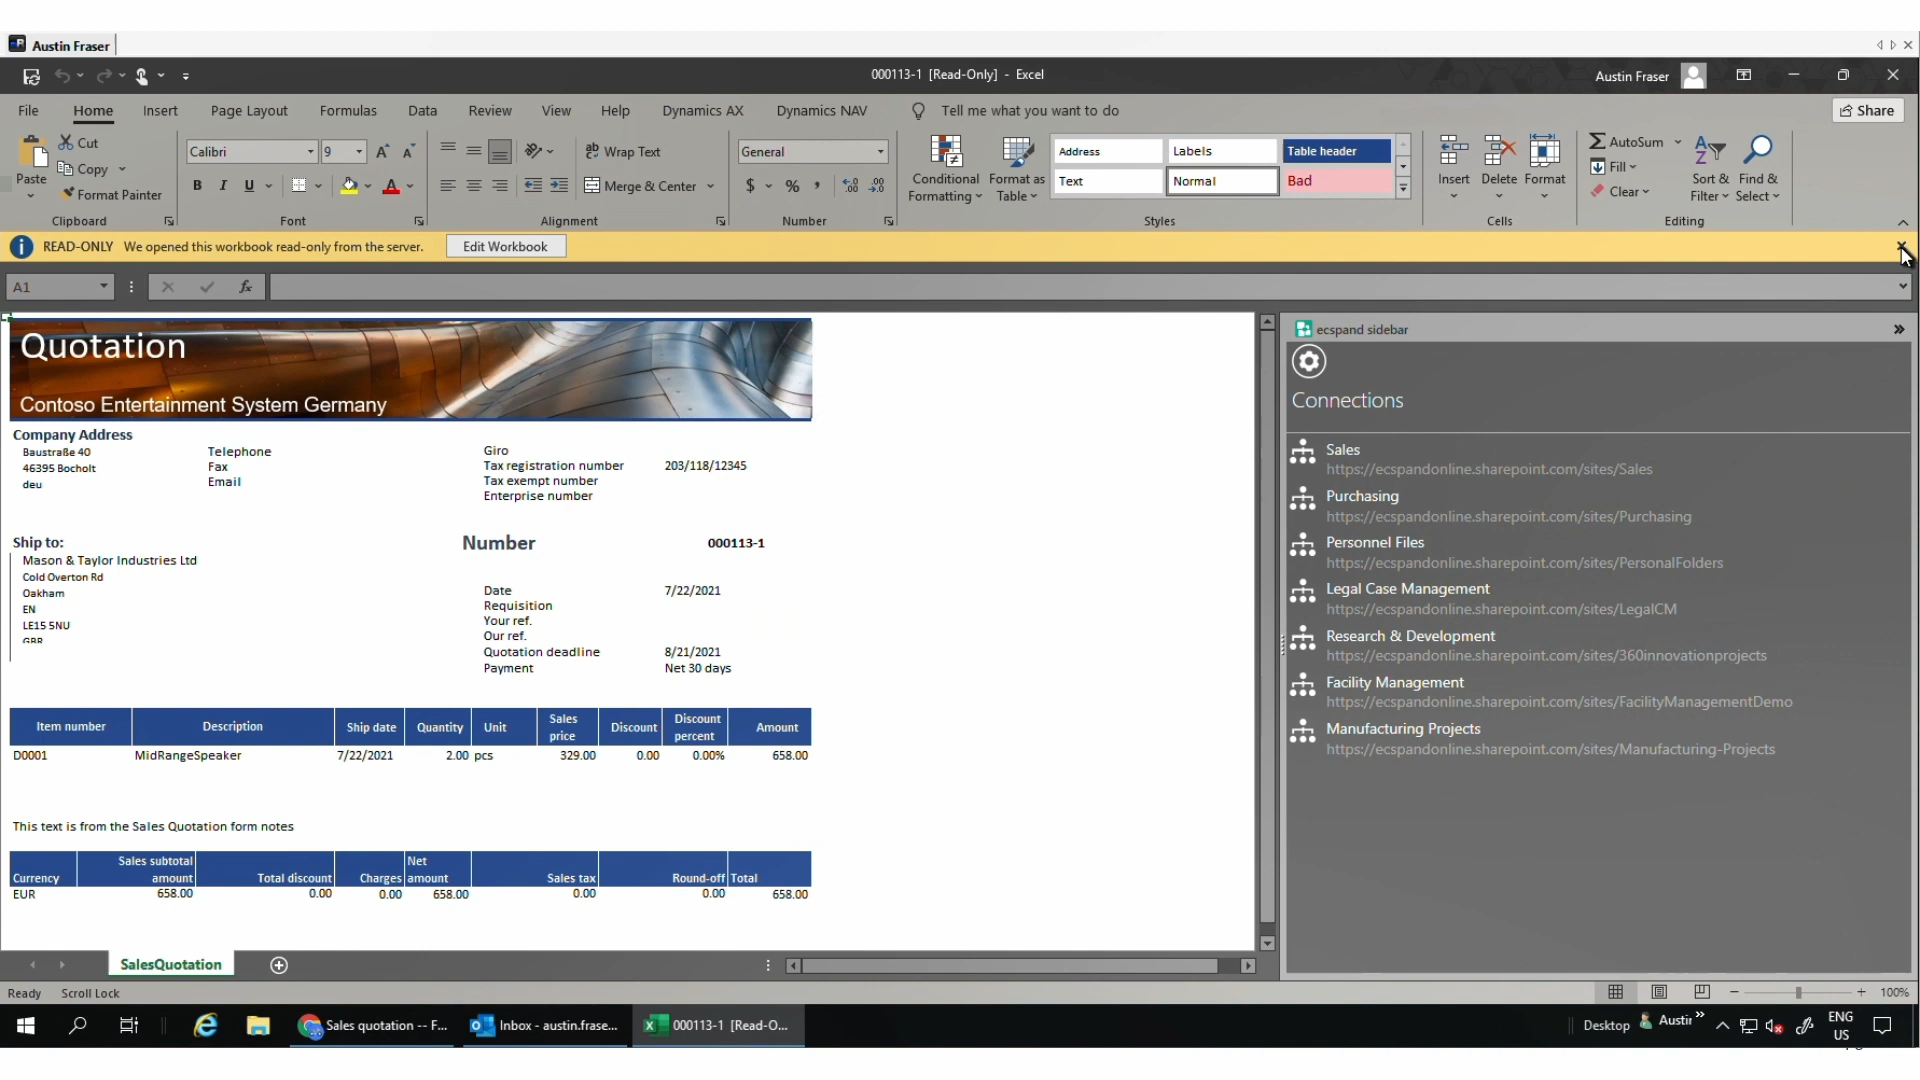 Austin Fraser
000113-1 [Read-Only] - Excel
Austin Fraser
File Home Insert Page Layout Formulas Data Review View Help Dynamics AX Dynamics NAV Tell me what you want to do Share
Paste
Cut
Copy
Format Painter
Clipboard
Calibri 9
B I U A
Font
Wrap Text
Merge & Center
Alignment
General
$ % ,
Number
Conditional Formatting
Format as Table
Address Labels Table header
Text Normal Bad
Styles
Insert Delete Format
Cells
AutoSum
Fill
Clear
Sort & Filter
Find & Select
Editing
READ-ONLY We opened this workbook read-only from the server. Edit Workbook
A1 fx
Quotation
Contoso Entertainment System Germany
Company Address
Baustraße 40
46395 Bocholt
deu
Telephone
Fax
Email
Giro
Tax registration number 203/118/12345
Tax exempt number
Enterprise number
Ship to:
Mason & Taylor Industries Ltd
Cold Overton Rd
Oakham
EN
LE15 5NU
GBR
Number 000113-1
Date 7/22/2021
Requisition
Your ref.
Our ref.
Quotation deadline 8/21/2021
Payment Net 30 days
Item number Description Ship date Quantity Unit Sales price Discount Discount percent Amount
D0001 MidRangeSpeaker 7/22/2021 2.00 pcs 329.00 0.00 0.00% 658.00
This text is from the Sales Quotation form notes
Currency Sales subtotal amount Total discount Charges Net amount Sales tax Round-off Total
EUR 658.00 0.00 0.00 658.00 0.00 0.00 658.00
ecspand sidebar
Connections
Sales
https://ecspandonline.sharepoint.com/sites/Sales
Purchasing
https://ecspandonline.sharepoint.com/sites/Purchasing
Personnel Files
https://ecspandonline.sharepoint.com/sites/PersonalFolders
Legal Case Management
https://ecspandonline.sharepoint.com/sites/LegalCM
Research & Development
https://ecspandonline.sharepoint.com/sites/360innovationprojects
Facility Management
https://ecspandonline.sharepoint.com/sites/FacilityManagementDemo
Manufacturing Projects
https://ecspandonline.sharepoint.com/sites/Manufacturing-Projects
SalesQuotation
Ready Scroll Lock 100%
Sales quotation -- F... Inbox - austin.frase... 000113-1 [Read-O... Desktop Austin ENG
US